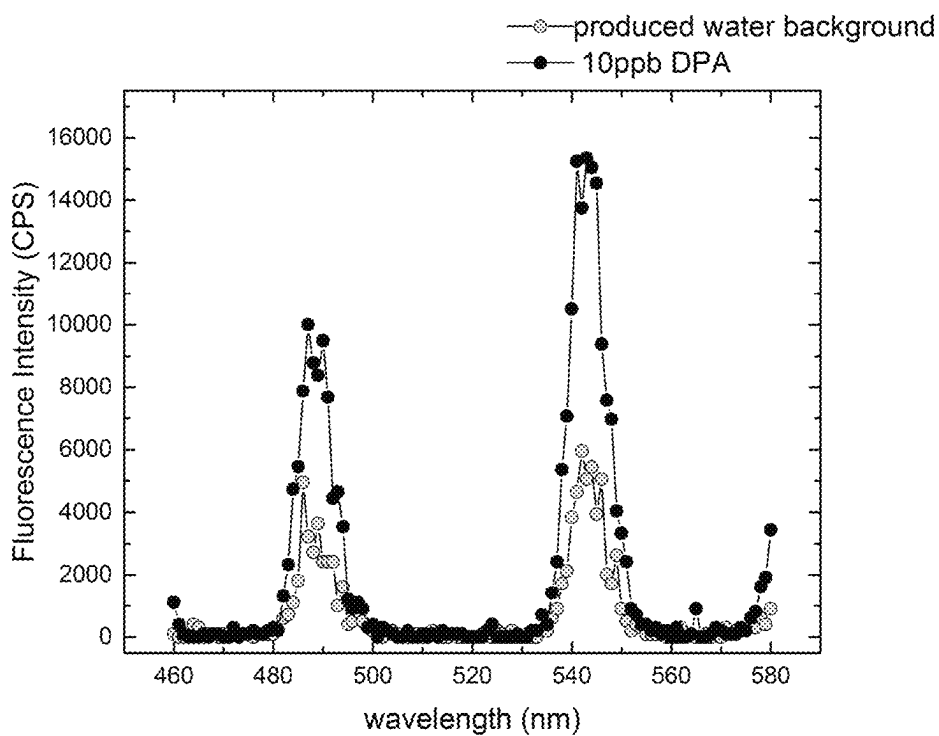 produced water background
10ppb DPA
Fluorescence Intensity (CPS)
16000
14000
12000
10000
8000
6000
4000
2000
0
460 480 500 520 540 560 580
wavelength (nm)